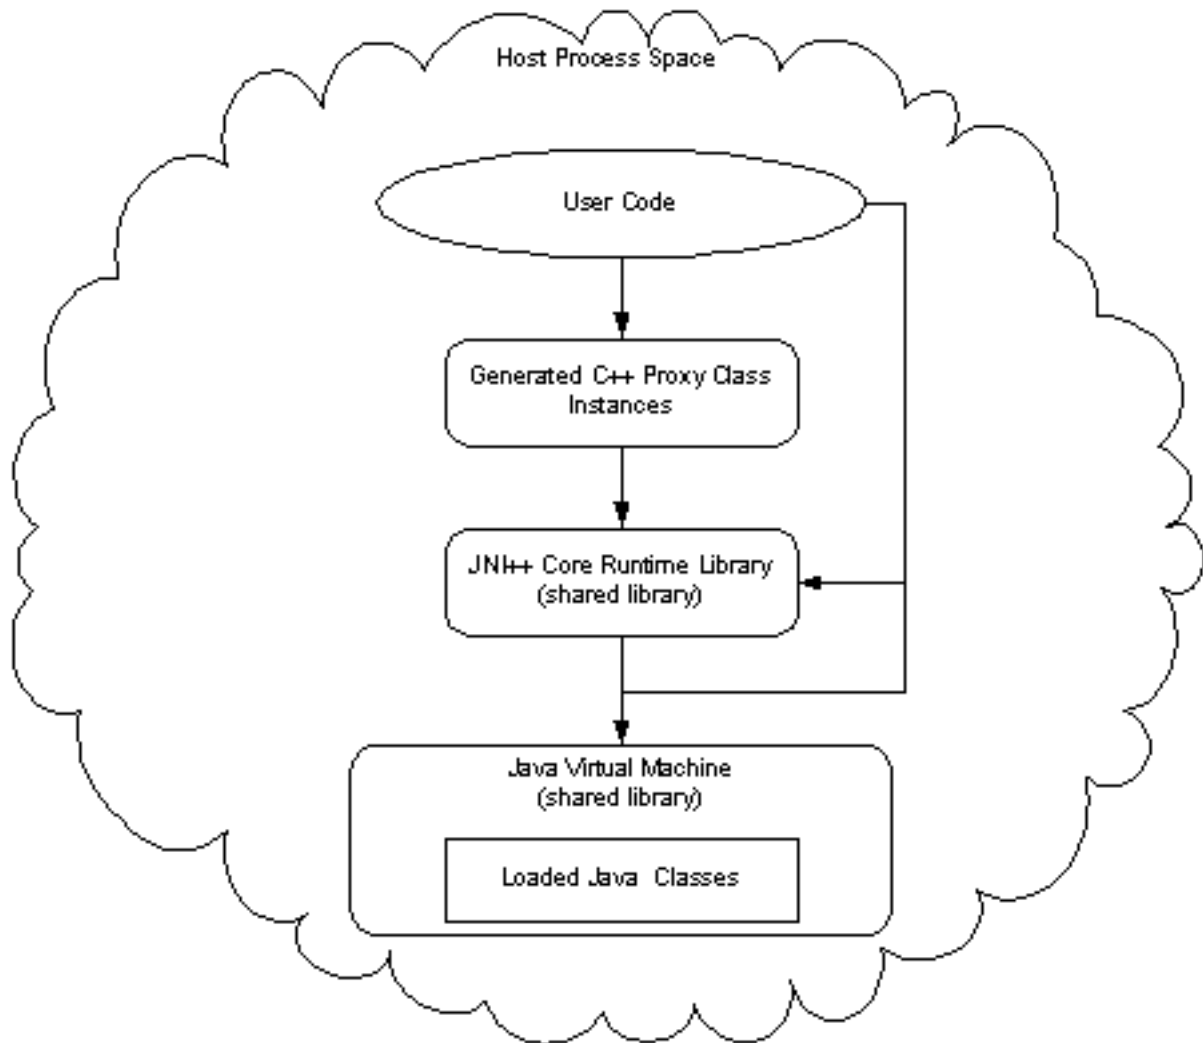 Host Process Space
User Code
Generated C++ Proxy Class
Instances
JNI++ Core Runtime Library
(shared library)
Java Virtual Machine
(shared library)
Loaded Java Classes